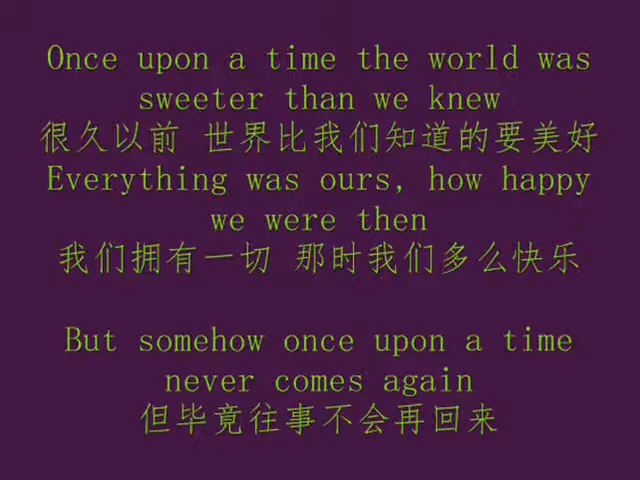 Once upon a time the world was
sweeter than we knew
很久以前 世界比我们知道的要美好
Everything was ours, how happy
we were then
我们拥有一切 那时我们多么快乐
But somehow once upon a time
never comes again
但毕竟往事不会再回来